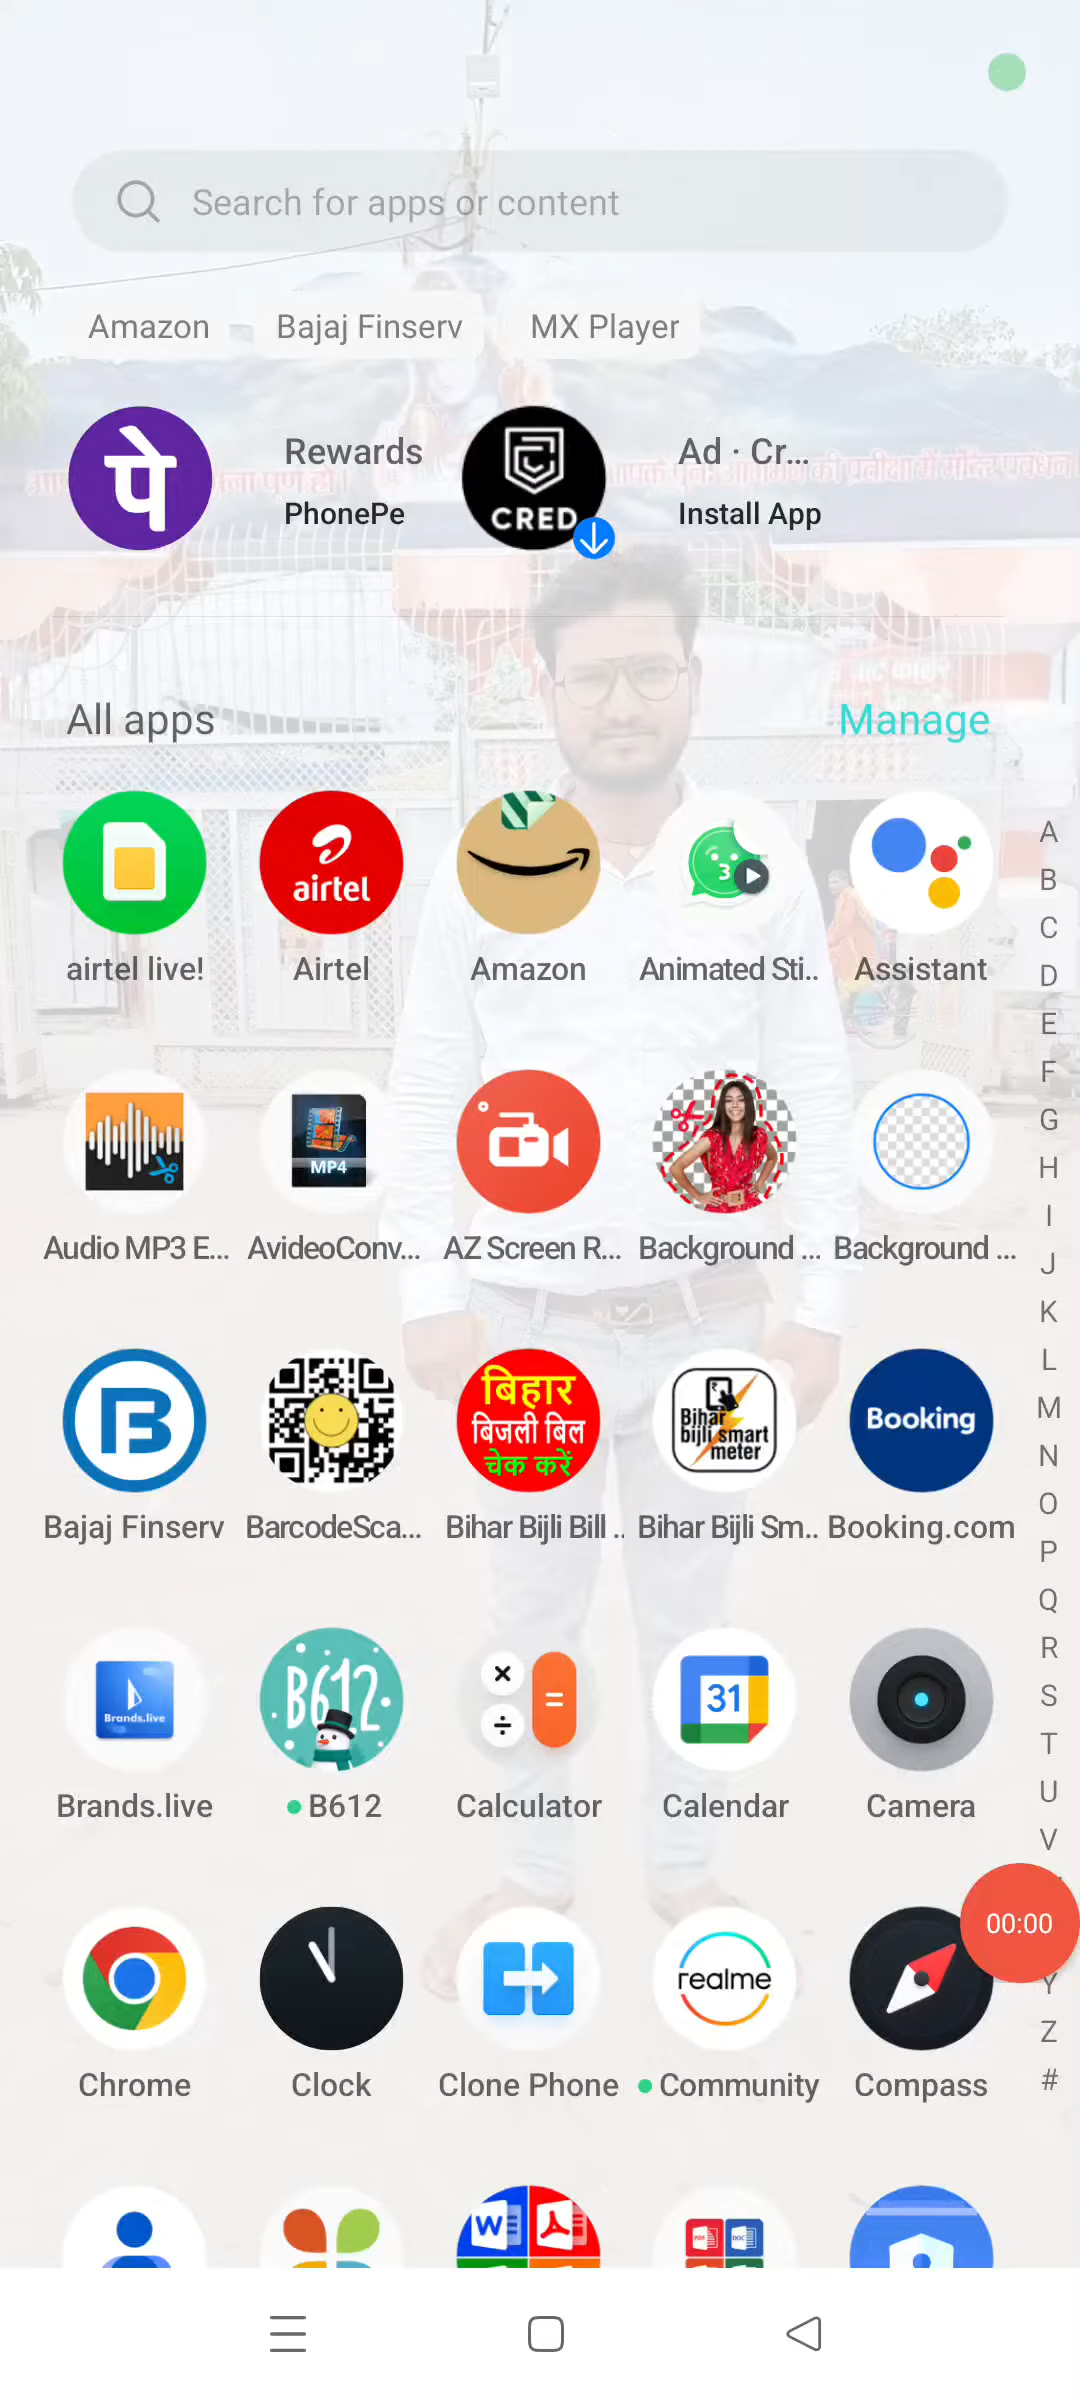 Search for apps or content
Amazon
Bajaj Finserv
MX Player
पे
Rewards
PhonePe
CRED
Ad · Cr...
Install App
All apps
Manage
airtel
3
airtel live!
Airtel
Amazon
Animated Sti..
Assistant
MP4
Audio MP3 E...
AvideoConv...
AZ Screen R...
Background ...
Background ...
B
बिहार
बिजली बिल
चेक करें
Bihar
bijli smart
meter
Booking
Bajaj Finserv
BarcodeSca...
Bihar Bijli Bill ..
Bihar Bijli Sm..
Booking.com
Brands.live
B612
× ÷ =
31
Brands.live
B612
Calculator
Calendar
Camera
realme
00:00
Chrome
Clock
Clone Phone
Community
Compass
W
PDF
DOC
A
B
C
D
E
F
G
H
I
J
K
L
M
N
O
P
Q
R
S
T
U
V
Y
Z
#